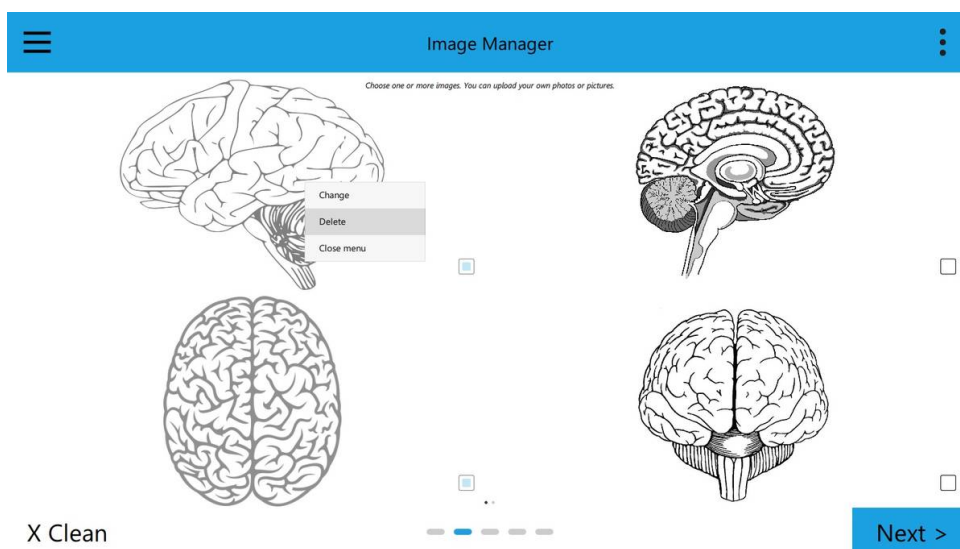 Image Manager
Choose one or more images. You can upload your own photos or pictures.
Change
Delete
Close menu
X Clean
Next >